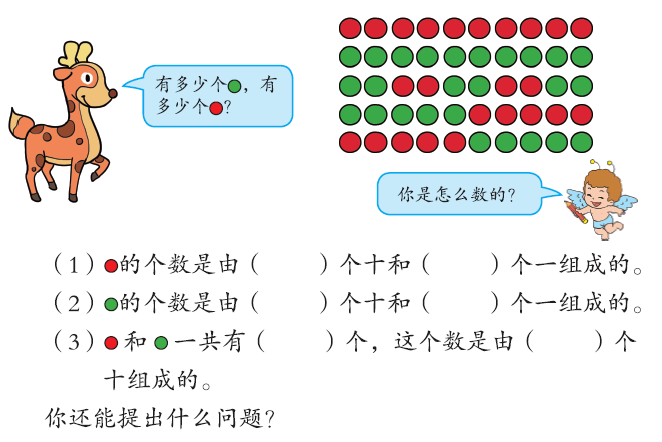 有多少个●，有
多少个●？
你是怎么数的？
（1）●的个数是由（　　）个十和（　　）个一组成的。
（2）●的个数是由（　　）个十和（　　）个一组成的。
（3）●和●一共有（　　）个，这个数是由（　　）个
十组成的。
你还能提出什么问题？